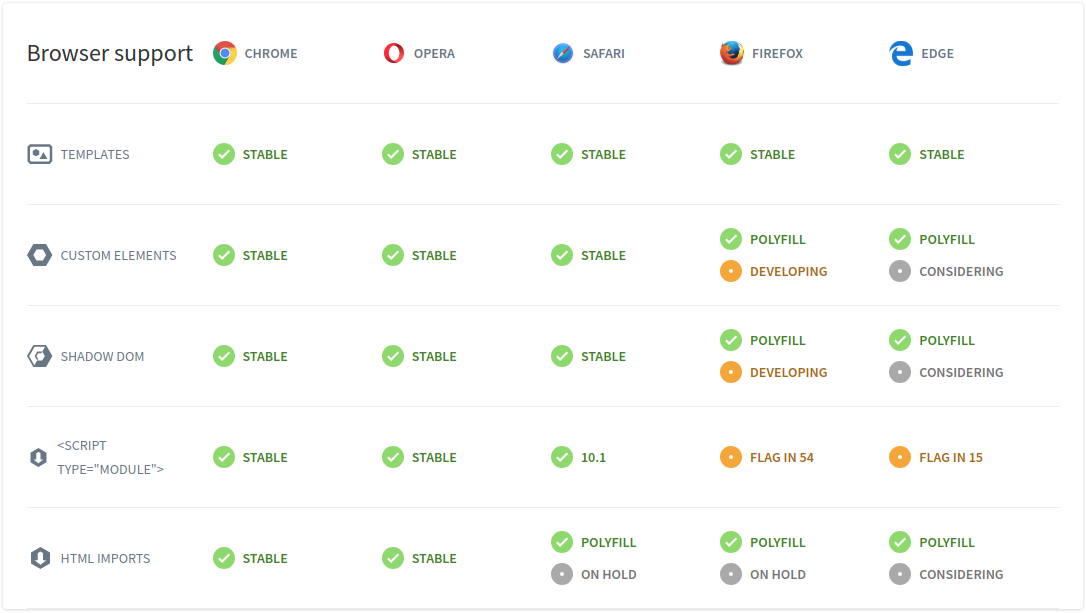 Browser support CHROME OPERA SAFARI FIREFOX EDGE
TEMPLATES STABLE STABLE STABLE STABLE STABLE
POLYFILL POLYFILL
CUSTOM ELEMENTS STABLE STABLE STABLE
DEVELOPING CONSIDERING
POLYFILL POLYFILL
SHADOW DOM STABLE STABLE STABLE
DEVELOPING CONSIDERING
<SCRIPT
TYPE="MODULE"> STABLE STABLE 10.1 FLAG IN 54 FLAG IN 15
POLYFILL POLYFILL POLYFILL
HTML IMPORTS STABLE STABLE
ON HOLD ON HOLD CONSIDERING